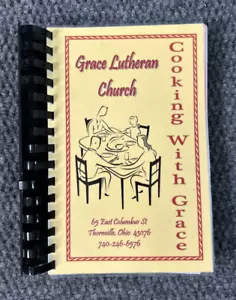 Grace Lutheran
Church
Cooking With Grace
65 East Columbus St
Thornville, Ohio 43076
740-246-6576